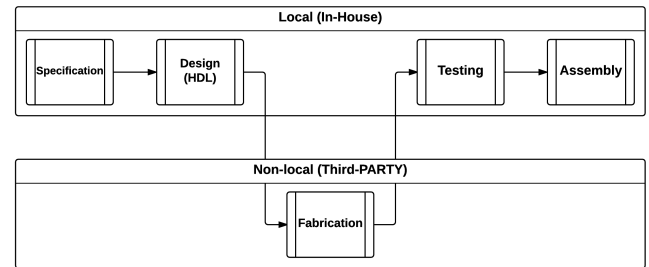 Local (In-House)
Specification
Design
(HDL)
Testing
Assembly
Non-local (Third-PARTY)
Fabrication